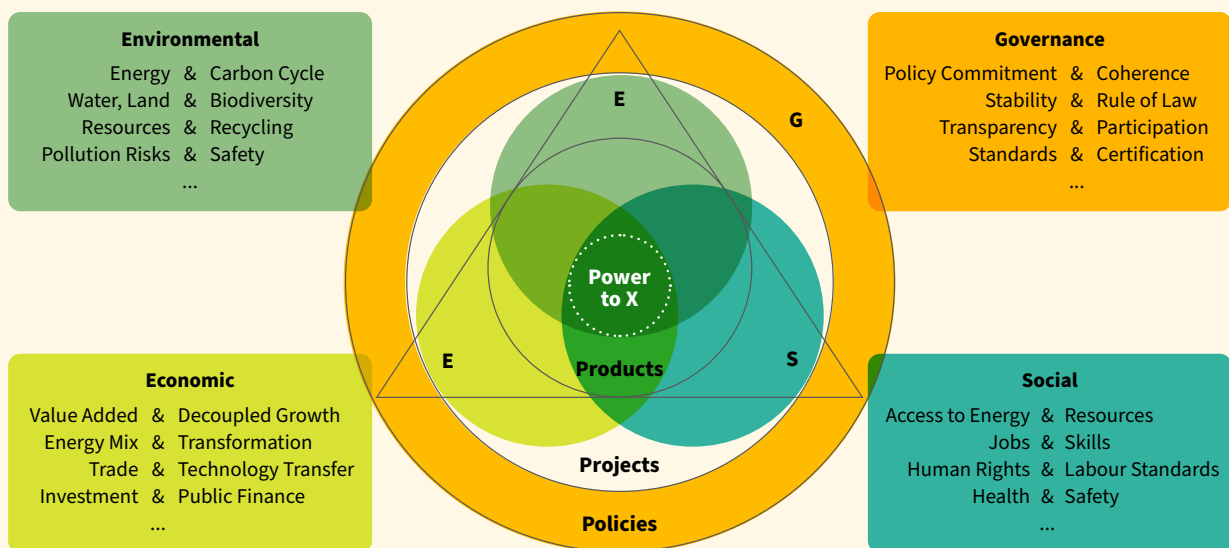 Environmental
Energy & Carbon Cycle
Water, Land & Biodiversity
Resources & Recycling
Pollution Risks & Safety
...
Governance
Policy Commitment & Coherence
Stability & Rule of Law
Transparency & Participation
Standards & Certification
...
E
G
Power
to X
E
Products
S
Projects
Policies
Economic
Value Added & Decoupled Growth
Energy Mix & Transformation
Trade & Technology Transfer
Investment & Public Finance
...
Social
Access to Energy & Resources
Jobs & Skills
Human Rights & Labour Standards
Health & Safety
...